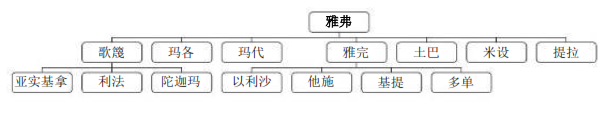 雅弗
歌篾 玛各 玛代 雅完 土巴 米设 提拉
亚实基拿 利法 陀迦玛 以利沙 他施 基提 多单